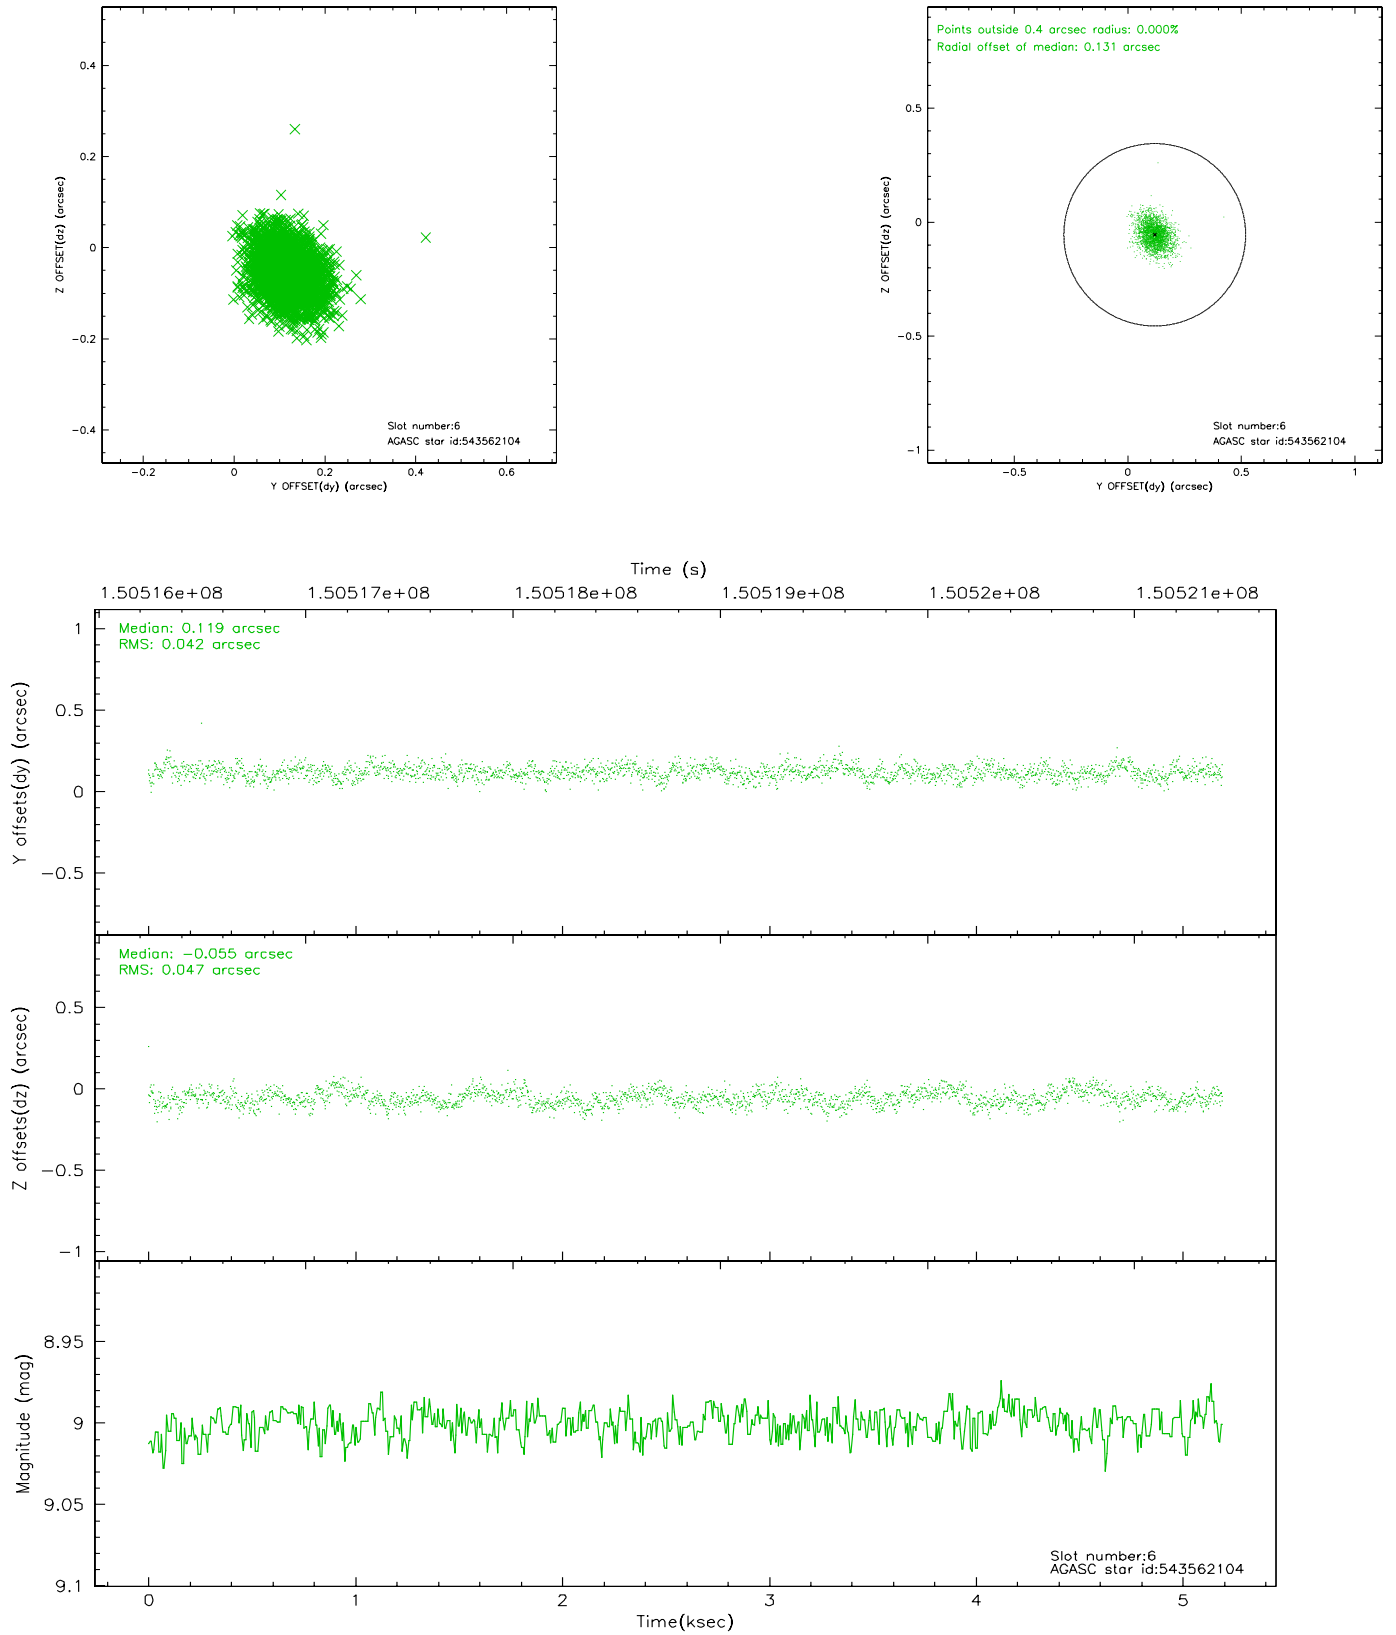 0.4
0.2
0
−0.2
−0.4
Z OFFSET(dz) (arcsec)
Slot number:6
AGASC star id:543562104
−0.2 0 0.2 0.4 0.6
Y OFFSET(dy) (arcsec)
Points outside 0.4 arcsec radius: 0.000%
Radial offset of median: 0.131 arcsec
0.5
0
−0.5
−1
Z OFFSET(dz) (arcsec)
Slot number:6
AGASC star id:543562104
−0.5 0 0.5 1
Y OFFSET(dy) (arcsec)
Time (s)
1.50516e+08 1.50517e+08 1.50518e+08 1.50519e+08 1.5052e+08 1.50521e+08
Median: 0.119 arcsec
RMS: 0.042 arcsec
1
0.5
0
−0.5
Y offsets(dy) (arcsec)
Median: −0.055 arcsec
RMS: 0.047 arcsec
0.5
0
−0.5
−1
Z offsets(dz) (arcsec)
8.95
9
9.05
9.1
Magnitude (mag)
Slot number:6
AGASC star id:543562104
0 1 2 3 4 5
Time(ksec)